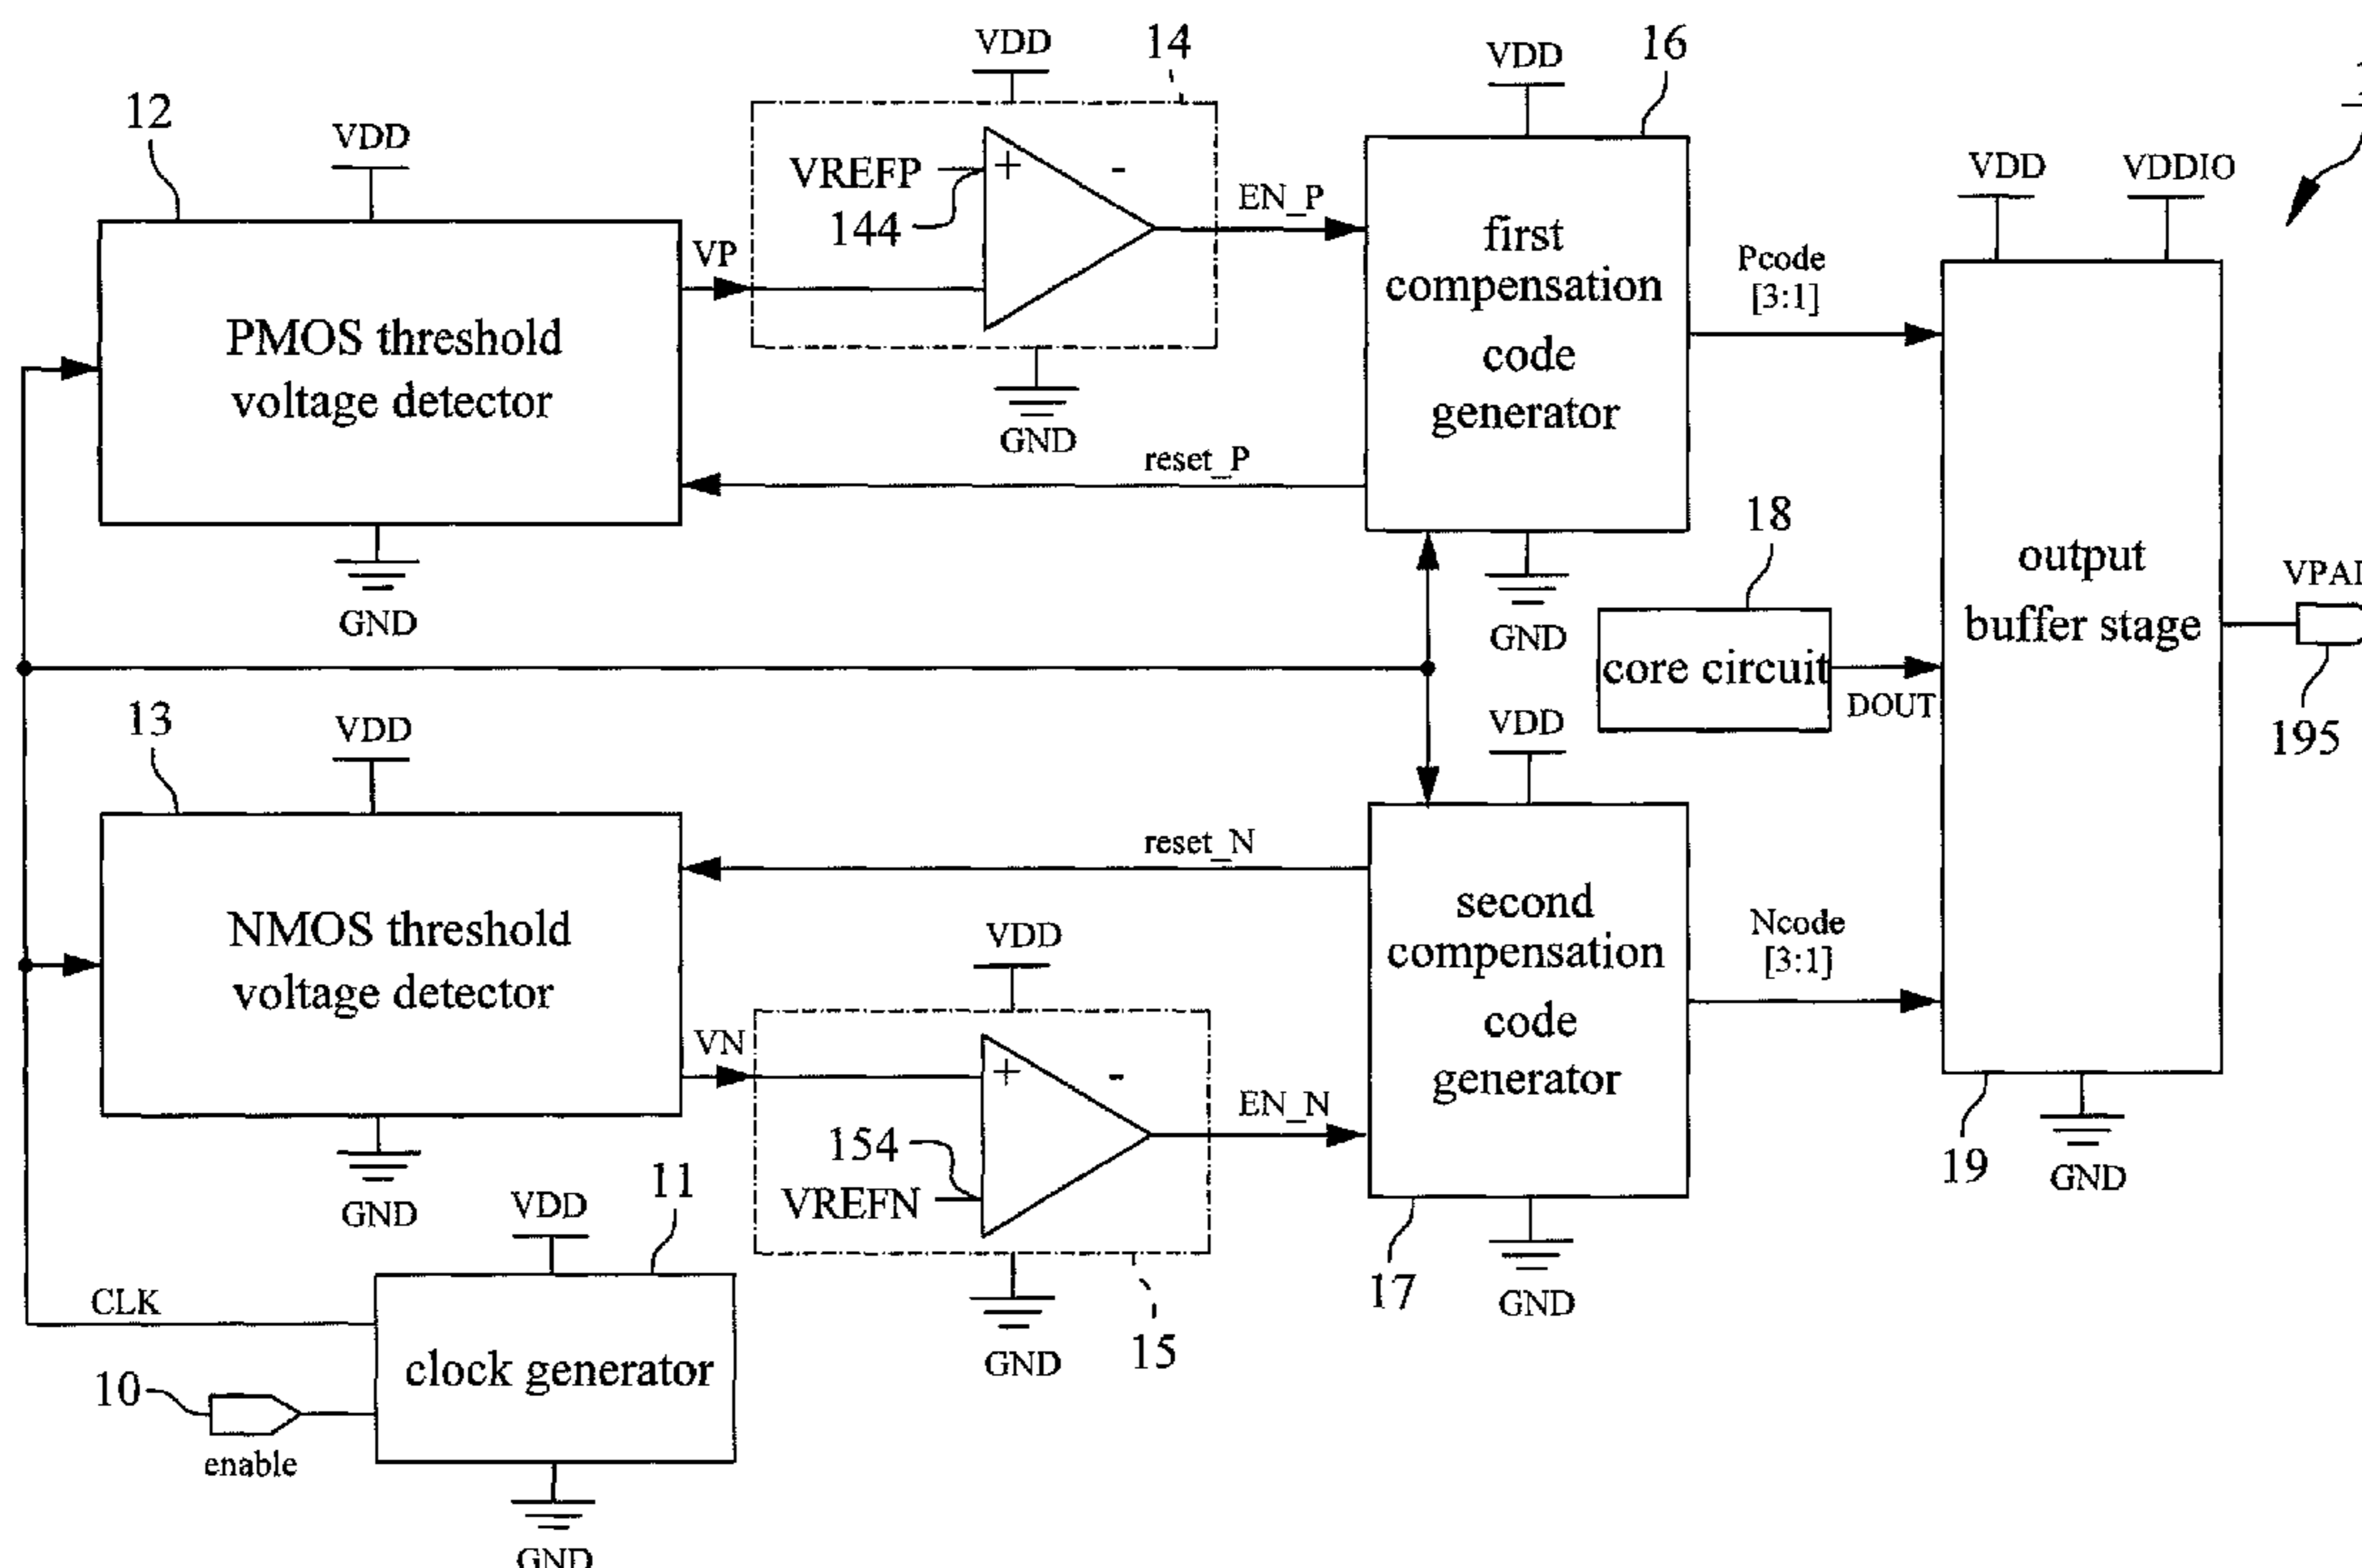 VDD
14
VDD
16
12
VDD
VREFP
+
-
144
EN_P
VDD
VDDIO
VP
first
compensation
code
generator
Pcode
[3:1]
PMOS threshold
voltage detector
GND
reset_P
GND
18
GND
core circuit
DOUT
output
buffer stage
195
13
VDD
VDD
reset_N
NMOS threshold
voltage detector
VDD
second
compensation
code
generator
Ncode
[3:1]
VN
+
-
EN_N
154
VREFN
GND
VDD
11
19
GND
17
GND
15
GND
CLK
clock generator
10
enable
GND